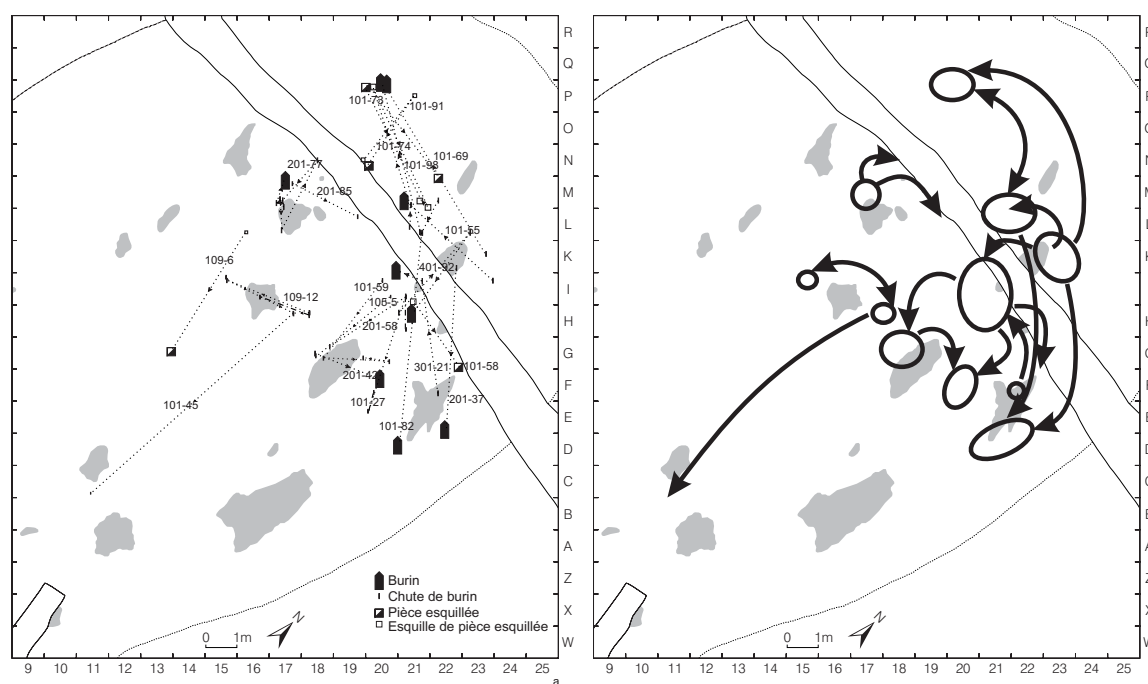 R
Q
P
O
N
M
L
K
I
H
G
F
E
D
C
B
A
Z
X
W
101-73
101-91
101-74
101-69
101-98
201-77
201-85
101-55
109-6
401-92
101-59
109-12
105-5
201-58
201-42
301-21
101-58
201-37
101-27
101-45
101-82
Burin
Chute de burin
Pièce esquillée
Esquille de pièce esquillée
N
0 1m
9 10 11 12 13 14 15 16 17 18 19 20 21 22 23 24 25
a
N
0 1m
9 10 11 12 13 14 15 16 17 18 19 20 21 22 23 24 25